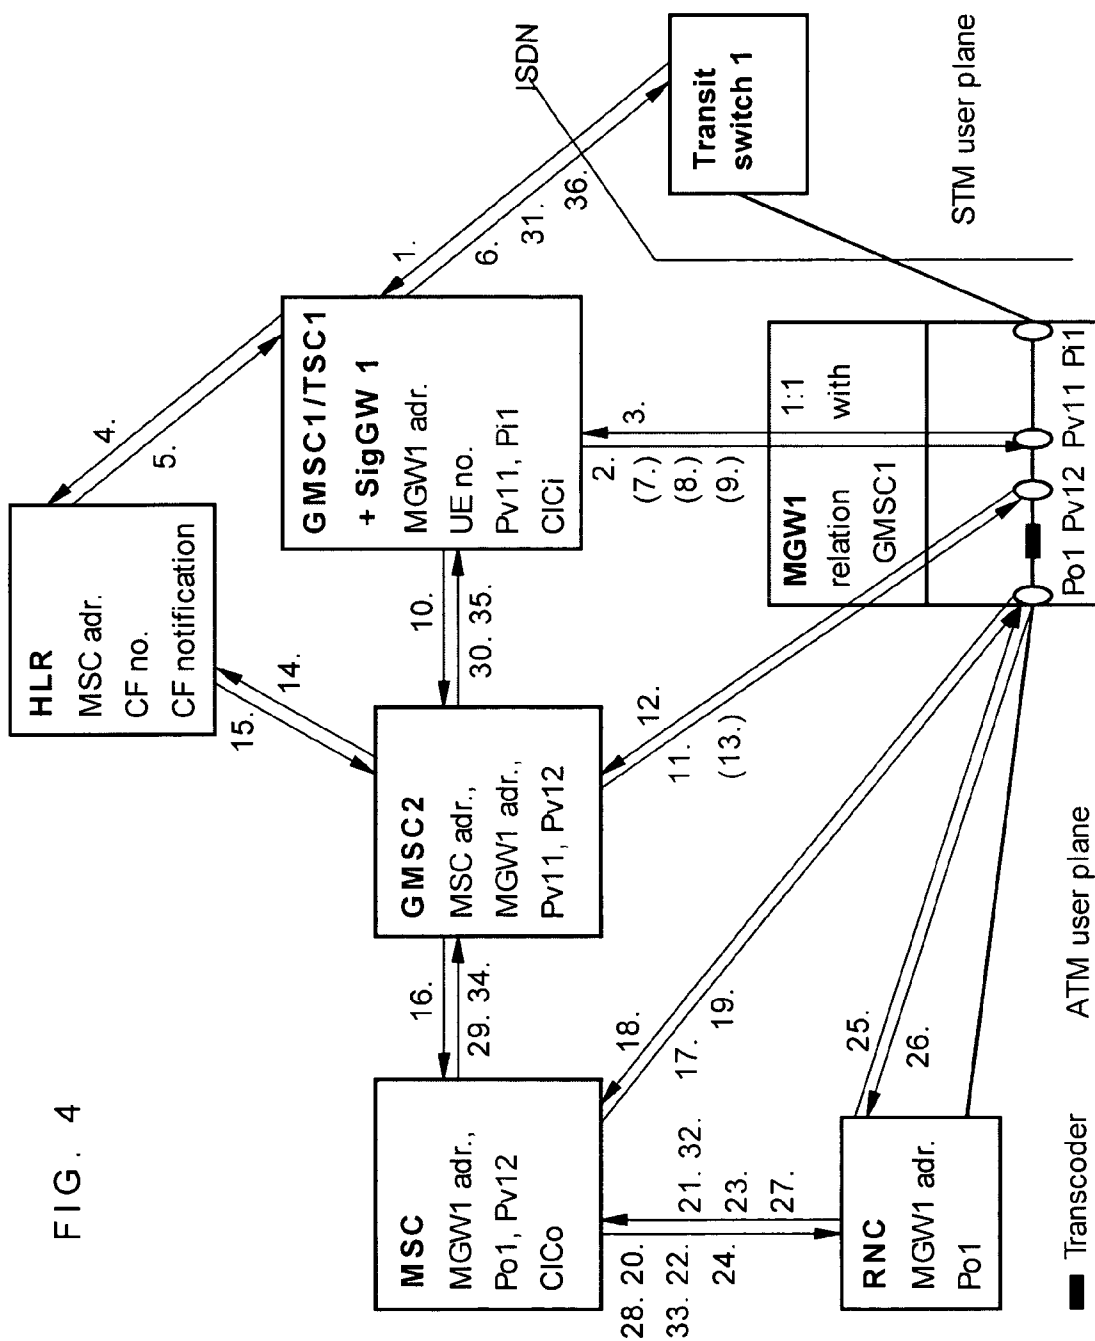 FIG. 4
HLR
MSC adr.
CF no.
CF notification
4.
5.
15.
14.
MSC
MGW1 adr.,
Po1, Pv12
CICo
16.
29. 34.
GMSC2
MSC adr.,
MGW1 adr.,
Pv11, Pv12
10.
30. 35.
GMSC1/TSC1
+ SigGW 1
MGW1 adr.
UE no.
Pv11, Pi1
CICi
1.
6.
31.
36.
ISDN
Transit
switch 1
28. 20.
33. 22.
24.
21. 32.
23.
27.
18.
17.
19.
12.
11.
(13.)
2.
(7.)
(8.)
(9.)
3.
RNC
MGW1 adr.
Po1
25.
26.
MGW1 1:1
relation with
GMSC1
Po1 Pv12 Pv11 Pi1
Transcoder
ATM user plane
STM user plane